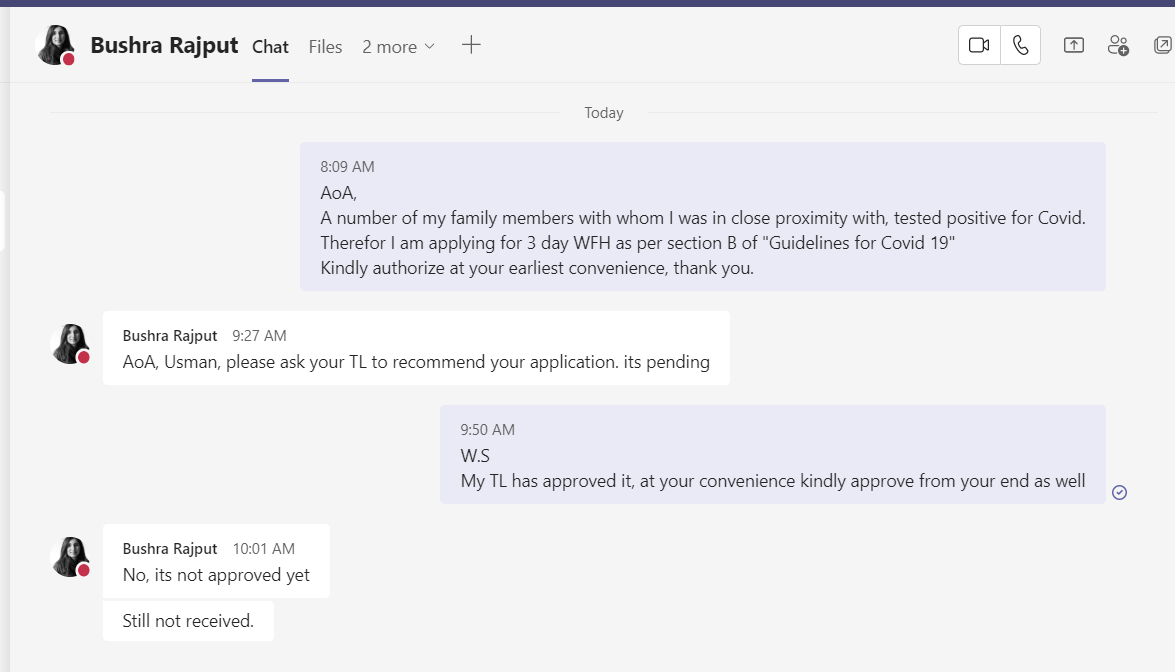 Bushra Rajput Chat Files 2 more
Today
8:09 AM
AoA,
A number of my family members with whom I was in close proximity with, tested positive for Covid.
Therefor I am applying for 3 day WFH as per section B of "Guidelines for Covid 19"
Kindly authorize at your earliest convenience, thank you.
Bushra Rajput 9:27 AM
AoA, Usman, please ask your TL to recommend your application. its pending
9:50 AM
W.S
My TL has approved it, at your convenience kindly approve from your end as well
Bushra Rajput 10:01 AM
No, its not approved yet
Still not received.